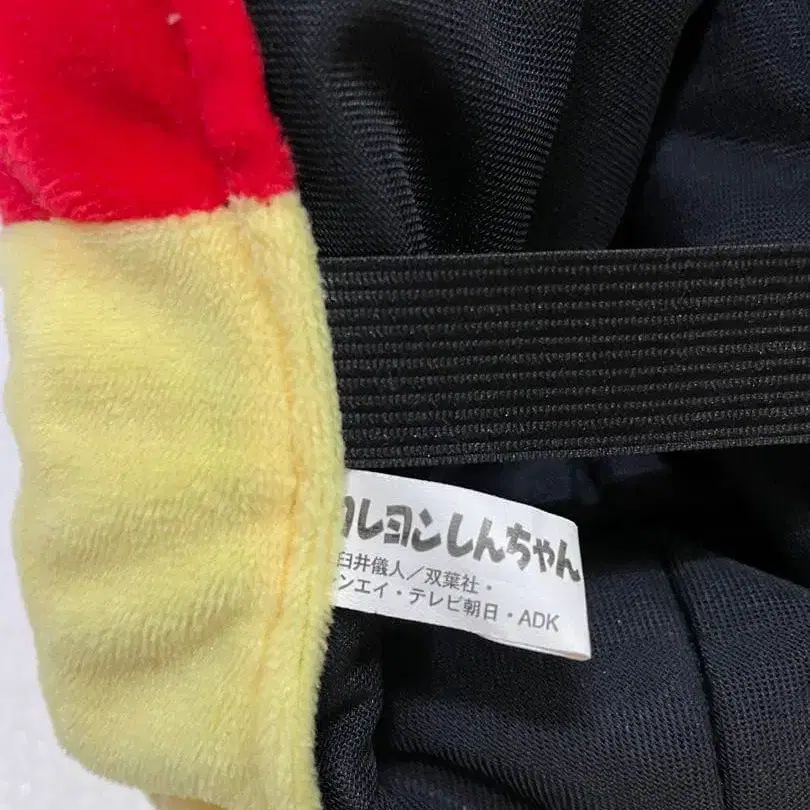 クレヨンしんちゃん
臼井儀人／双葉社・
ンエイ・テレビ朝日・ADK